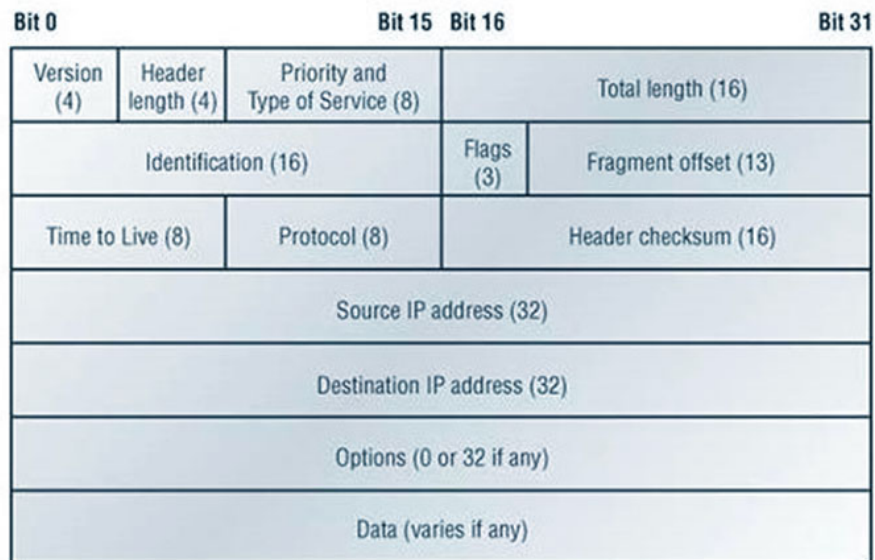 Bit 0 Bit 15 Bit 16 Bit 31
Version
(4)
Header
length (4)
Priority and
Type of Service (8)
Total length (16)
Identification (16)
Flags
(3)
Fragment offset (13)
Time to Live (8)
Protocol (8)
Header checksum (16)
Source IP address (32)
Destination IP address (32)
Options (0 or 32 if any)
Data (varies if any)